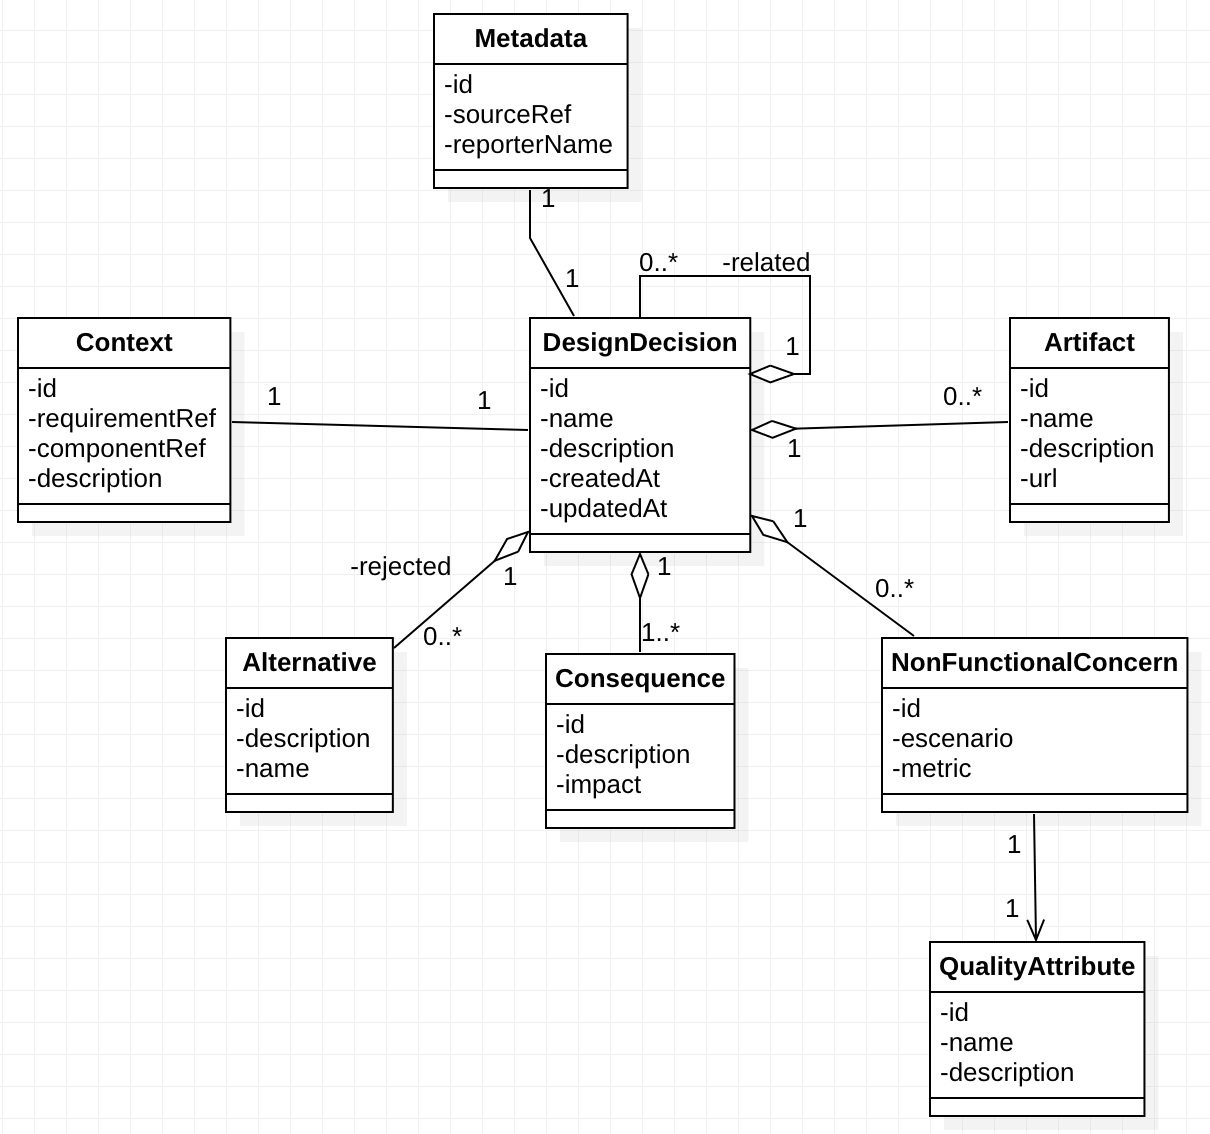 Metadata
-id
-sourceRef
-reporterName
1
1
0..*
-related
1
Context
-id
-requirementRef
-componentRef
-description
1
1
DesignDecision
-id
-name
-description
-createdAt
-updatedAt
0..*
1
Artifact
-id
-name
-description
-url
-rejected
1
0..*
1
1..*
1
0..*
Alternative
-id
-description
-name
Consequence
-id
-description
-impact
NonFunctionalConcern
-id
-escenario
-metric
1
1
QualityAttribute
-id
-name
-description